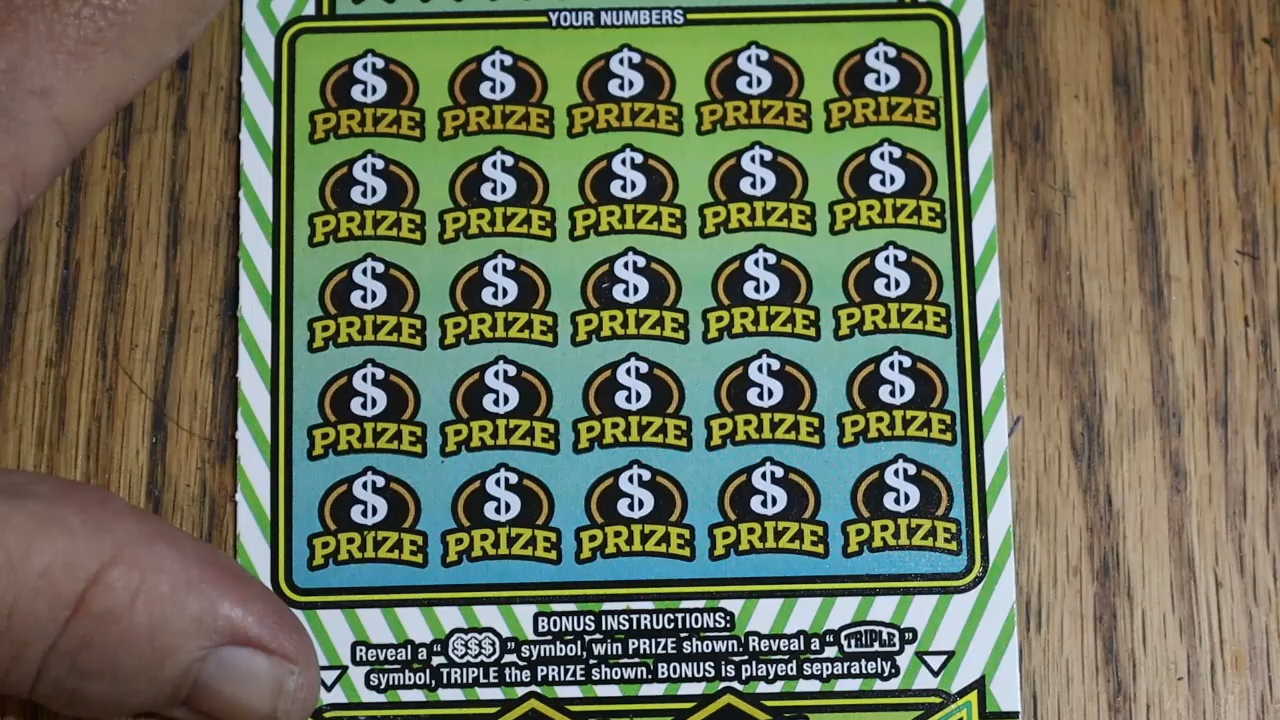 YOUR NUMBERS
$ $ $ $ $
PRIZE PRIZE PRIZE PRIZE PRIZE
$ $ $ $ $
PRIZE PRIZE PRIZE PRIZE PRIZE
$ $ $ $ $
PRIZE PRIZE PRIZE PRIZE PRIZE
$ $ $ $ $
PRIZE PRIZE PRIZE PRIZE PRIZE
$ $ $ $ $
PRIZE PRIZE PRIZE PRIZE PRIZE
BONUS INSTRUCTIONS:
Reveal a "$$$" symbol, win PRIZE shown. Reveal a "TRIPLE"
symbol, TRIPLE the PRIZE shown. BONUS is played separately.